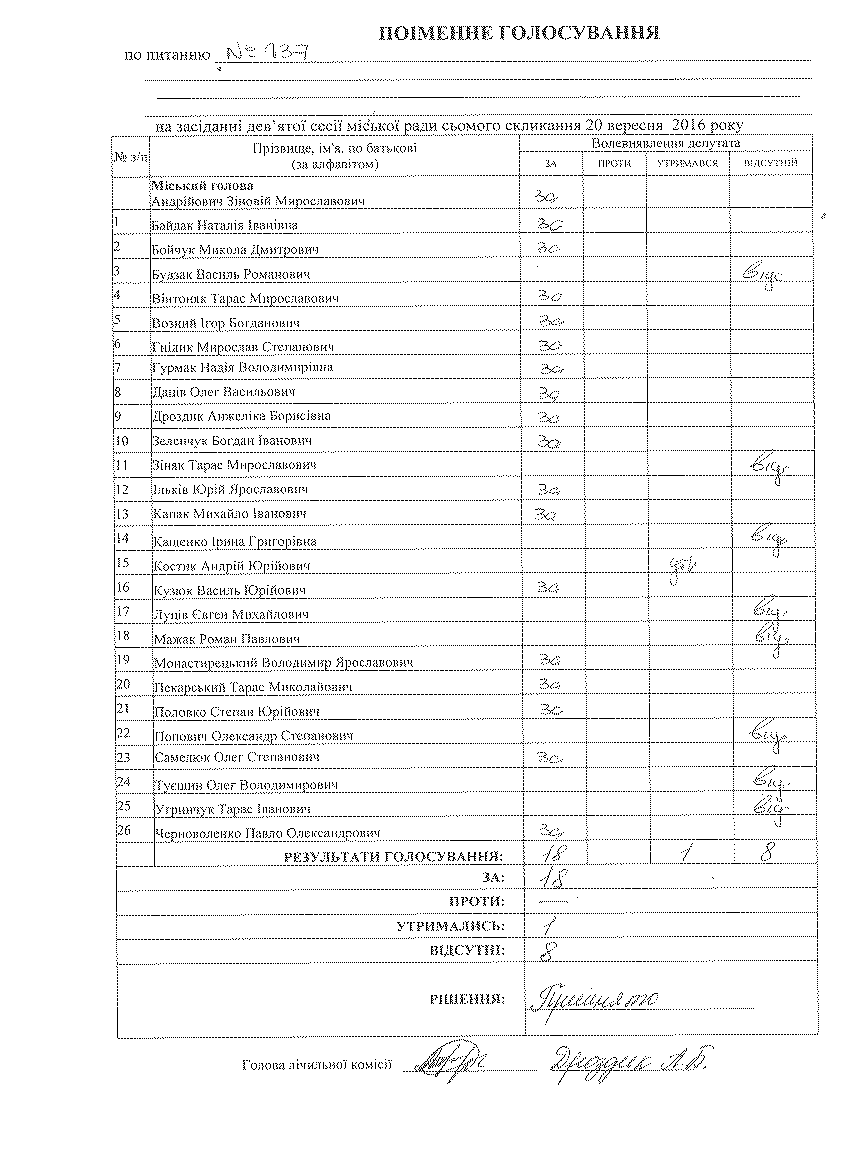 ПОІМЕННЕ ГОЛОСУВАННЯ
по питанню № 137
на засіданні дев'ятої сесії міської ради сьомого скликання 20 вересня 2016 року
№ з/п Прізвище, ім'я, по батькові (за алфавітом) Волевиявлення депутата
ЗА ПРОТИ УТРИМАВСЯ ВІДСУТНІЙ
Міський голова
Андрійович Зіновій Мирославович за
1 Байдак Наталія Іванівна за
2 Бойчук Микола Дмитрович за
3 Будзак Василь Романович відс
4 Вінтоняк Тарас Мирославович за
5 Возний Ігор Богданович за
6 Гнідик Мирослав Степанович за
7 Гурмак Надія Володимирівна за
8 Даців Олег Васильович за
9 Дроздик Анжеліка Борисівна за
10 Зеленчук Богдан Іванович за
11 Зіняк Тарас Мирославович від.
12 Ільків Юрій Ярославович за
13 Капак Михайло Іванович за
14 Кащенко Ірина Григорівна відс
15 Костик Андрій Юрійович утр
16 Кузюк Василь Юрійович за
17 Луців Євген Михайлович від.
18 Мажак Роман Павлович від.
19 Монастирецький Володимир Ярославович за
20 Пекарський Тарас Миколайович за
21 Половко Степан Юрійович за
22 Попович Олександр Степанович від.
23 Самелюк Олег Степанович за
24 Туєшин Олег Володимирович від.
25 Угринчук Тарас Іванович від.
26 Черноволенко Павло Олександрович за
РЕЗУЛЬТАТИ ГОЛОСУВАННЯ: 18 1 8
ЗА: 18
ПРОТИ: —
УТРИМАЛИСЬ: 1
ВІДСУТНІ: 8
РІШЕННЯ: Прийнято
Голова лічильної комісії Дроздик А.Б.